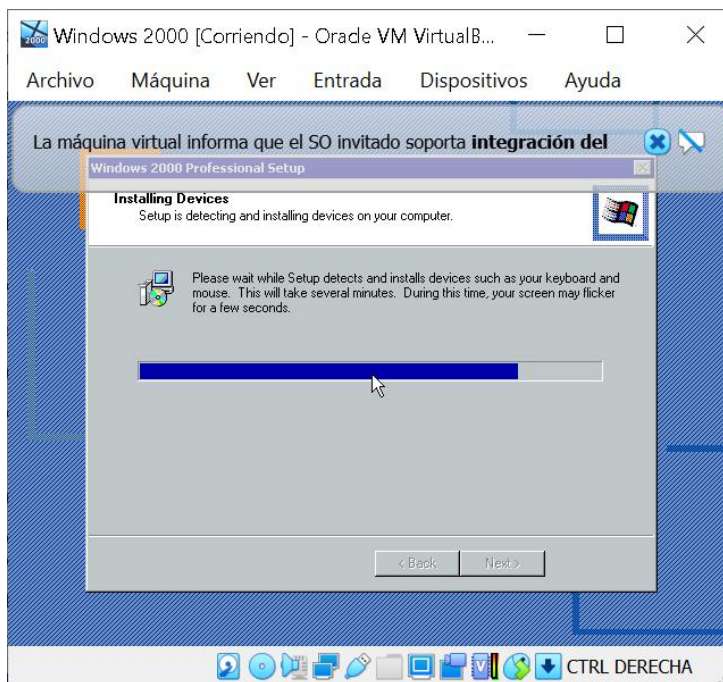 Windows 2000 [Corriendo] - Oracle VM VirtualB...
Archivo Máquina Ver Entrada Dispositivos Ayuda
La máquina virtual informa que el SO invitado soporta integración del
Windows 2000 Professional Setup
Installing Devices
Setup is detecting and installing devices on your computer.
Please wait while Setup detects and installs devices such as your keyboard and
mouse. This will take several minutes. During this time, your screen may flicker
for a few seconds.
< Back Next >
CTRL DERECHA